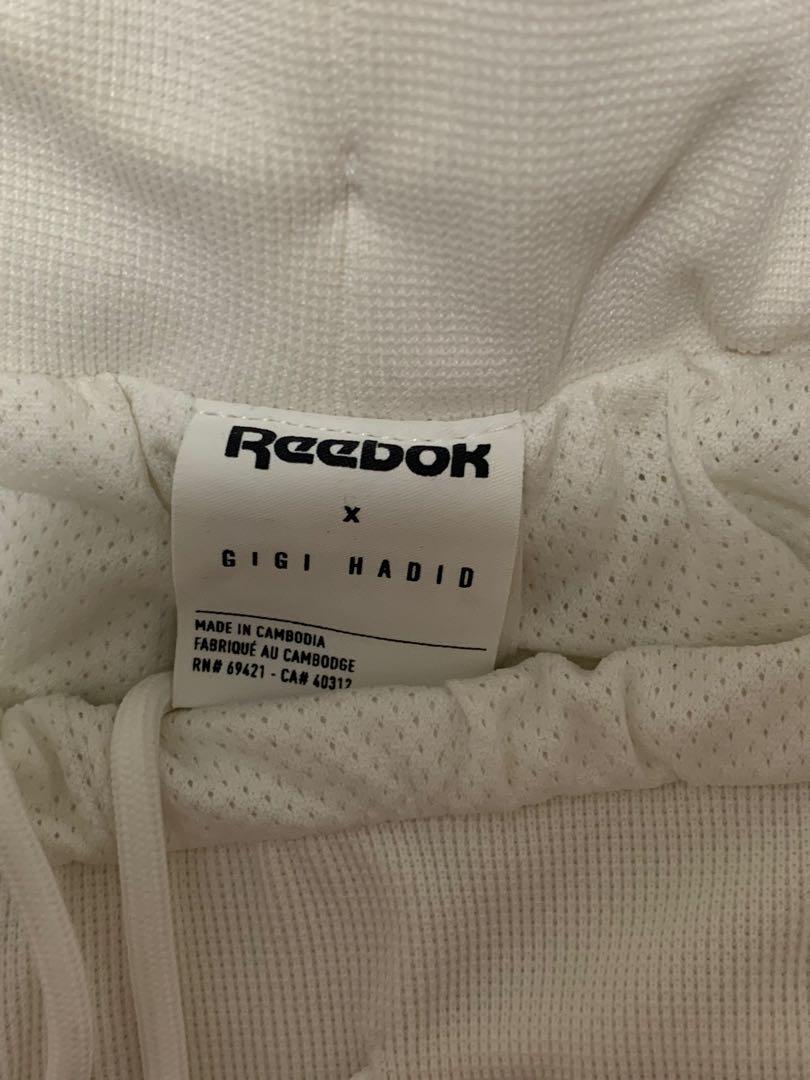 Reebok
x
GIGI HADID
MADE IN CAMBODIA
FABRIQUÉ AU CAMBODGE
RN# 69421 - CA# 40312